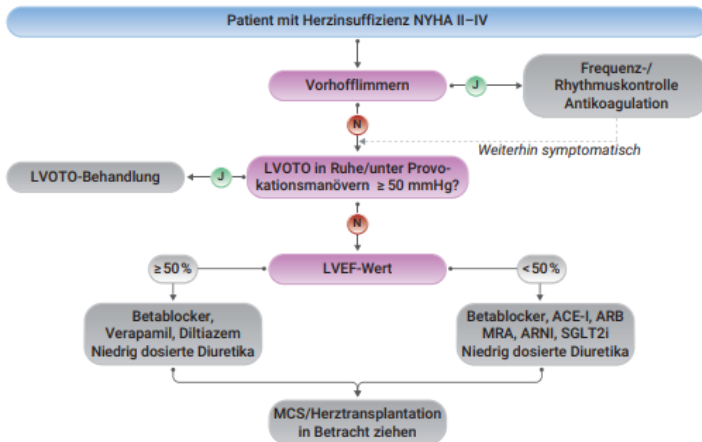 Patient mit Herzinsuffizienz NYHA II–IV
Vorhofflimmern
J
Frequenz-/
Rhythmuskontrolle
Antikoagulation
N
Weiterhin symptomatisch
LVOTO-Behandlung
J
LVOTO in Ruhe/unter Provo-
kationsmanövern ≥ 50 mmHg?
N
≥ 50 %
LVEF-Wert
< 50 %
Betablocker,
Verapamil, Diltiazem
Niedrig dosierte Diuretika
Betablocker, ACE-I, ARB
MRA, ARNI, SGLT2i
Niedrig dosierte Diuretika
MCS/Herztransplantation
in Betracht ziehen